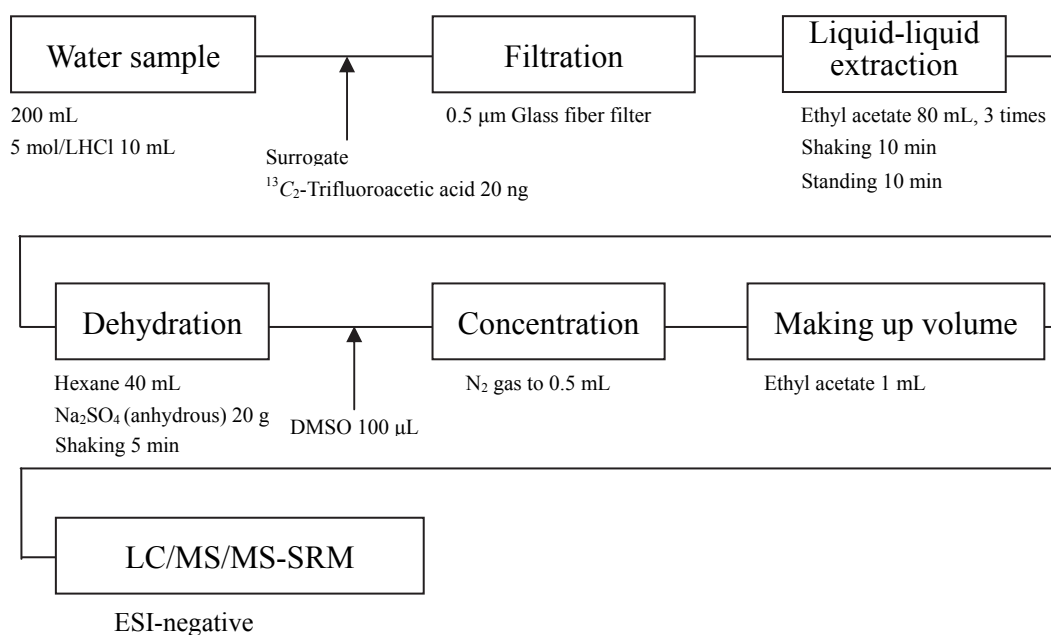 Water sample
200 mL
5 mol/LHCl 10 mL
Surrogate
¹³C₂-Trifluoroacetic acid 20 ng
Filtration
0.5 μm Glass fiber filter
Liquid-liquid
extraction
Ethyl acetate 80 mL, 3 times
Shaking 10 min
Standing 10 min
Dehydration
Hexane 40 mL
Na₂SO₄ (anhydrous) 20 g
Shaking 5 min
DMSO 100 μL
Concentration
N₂ gas to 0.5 mL
Making up volume
Ethyl acetate 1 mL
LC/MS/MS-SRM
ESI-negative